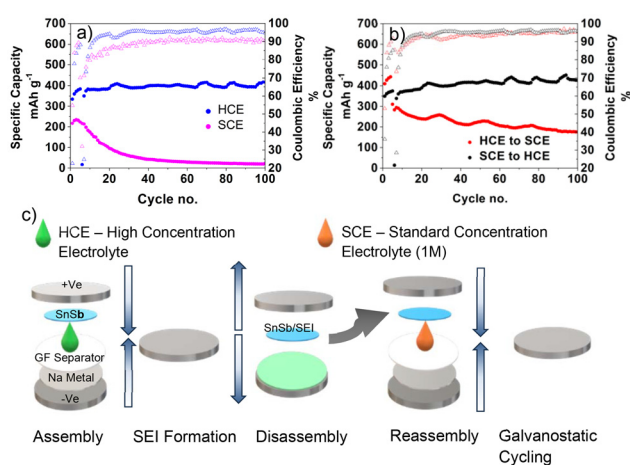 a)
Specific Capacity
mAh g⁻¹
700
600
500
400
300
200
100
0
HCE
SCE
100
90
80
70
60
50
40
30
20
Coulombic Efficiency
%
0 20 40 60 80 100
Cycle no.
b)
Specific Capacity
mAh g⁻¹
700
600
500
400
300
200
100
0
HCE to SCE
SCE to HCE
100
90
80
70
60
50
40
30
20
Coulombic Efficiency
%
0 20 40 60 80 100
Cycle no.
c)
HCE – High Concentration
Electrolyte
SCE – Standard Concentration
Electrolyte (1M)
+Ve
SnSb
GF Separator
Na Metal
-Ve
SnSb/SEI
Assembly
SEI Formation
Disassembly
Reassembly
Galvanostatic
Cycling